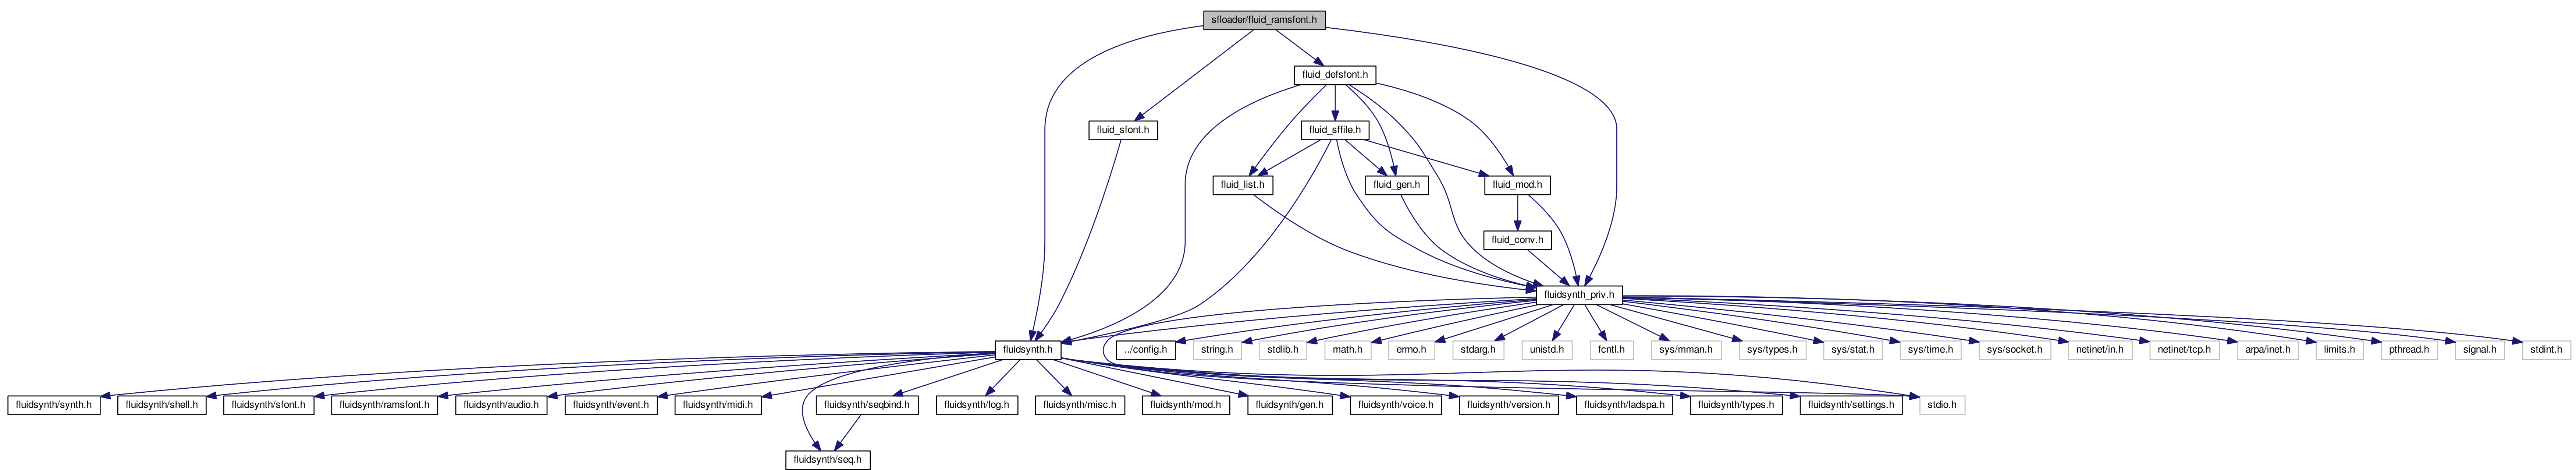 sfloader/fluid_ramsfont.h
fluid_defsfont.h
fluid_sfont.h
fluid_sffile.h
fluid_list.h
fluid_gen.h
fluid_mod.h
fluid_conv.h
fluidsynth_priv.h
fluidsynth.h
../config.h
string.h
stdlib.h
math.h
errno.h
stdarg.h
unistd.h
fcntl.h
sys/mman.h
sys/types.h
sys/stat.h
sys/time.h
sys/socket.h
netinet/in.h
netinet/tcp.h
arpa/inet.h
limits.h
pthread.h
signal.h
stdint.h
fluidsynth/synth.h
fluidsynth/shell.h
fluidsynth/sfont.h
fluidsynth/ramsfont.h
fluidsynth/audio.h
fluidsynth/event.h
fluidsynth/midi.h
fluidsynth/seqbind.h
fluidsynth/log.h
fluidsynth/misc.h
fluidsynth/mod.h
fluidsynth/gen.h
fluidsynth/voice.h
fluidsynth/version.h
fluidsynth/ladspa.h
fluidsynth/types.h
fluidsynth/settings.h
stdio.h
fluidsynth/seq.h